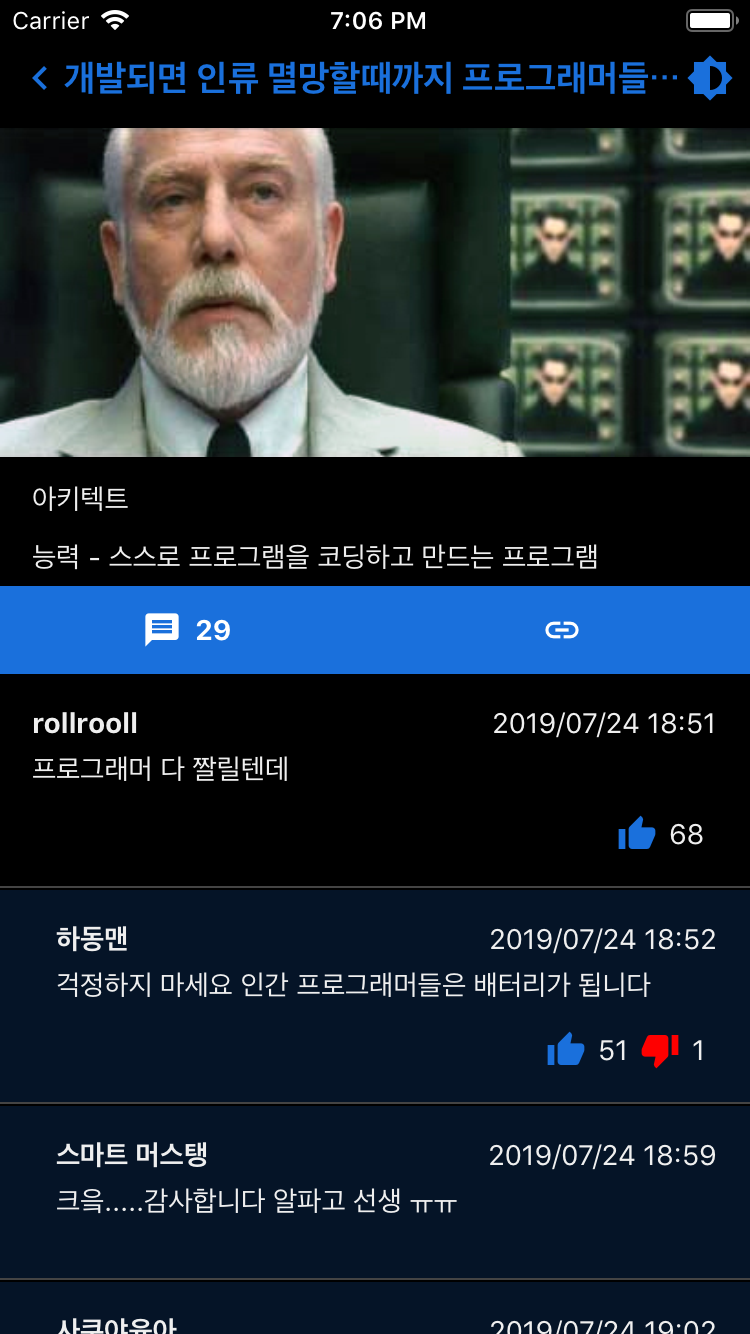 Carrier 7:06 PM
개발되면 인류 멸망할때까지 프로그래머들…
아키텍트
능력 - 스스로 프로그램을 코딩하고 만드는 프로그램
29
rollrooll 2019/07/24 18:51
프로그래머 다 짤릴텐데
68
하동맨 2019/07/24 18:52
걱정하지 마세요 인간 프로그래머들은 배터리가 됩니다
51 1
스마트 머스탱 2019/07/24 18:59
크읔.....감사합니다 알파고 선생 ㅠㅠ
2019/07/24 19:02